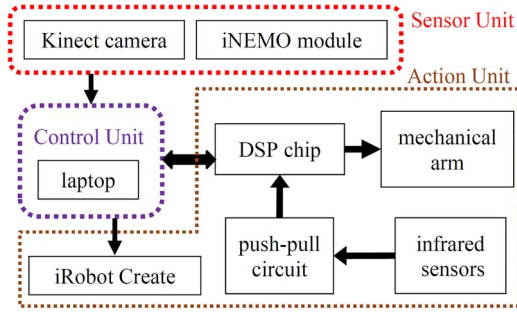 Sensor Unit
Kinect camera
iNEMO module
Action Unit
Control Unit
laptop
DSP chip
mechanical
arm
iRobot Create
push-pull
circuit
infrared
sensors